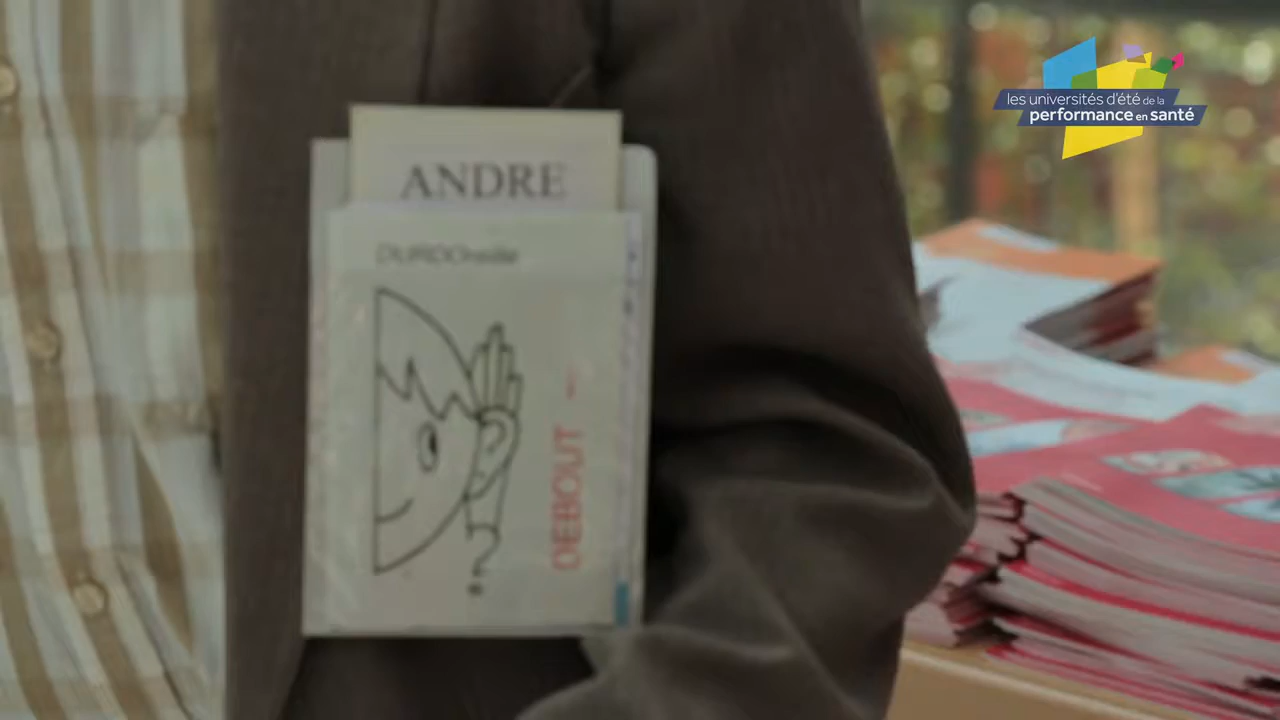 les universités d'été de la
performance en santé
ANDRE
DEBOUT
?